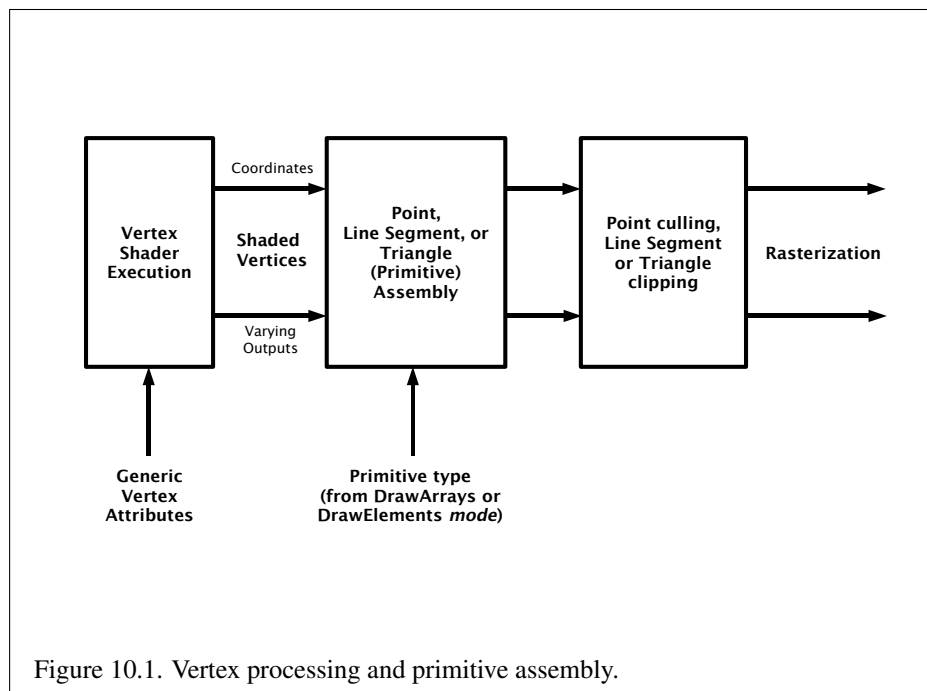 Coordinates
Vertex
Shader
Execution
Shaded
Vertices
Varying
Outputs
Point,
Line Segment, or
Triangle
(Primitive)
Assembly
Point culling,
Line Segment
or Triangle
clipping
Rasterization
Generic
Vertex
Attributes
Primitive type
(from DrawArrays or
DrawElements mode)
Figure 10.1. Vertex processing and primitive assembly.